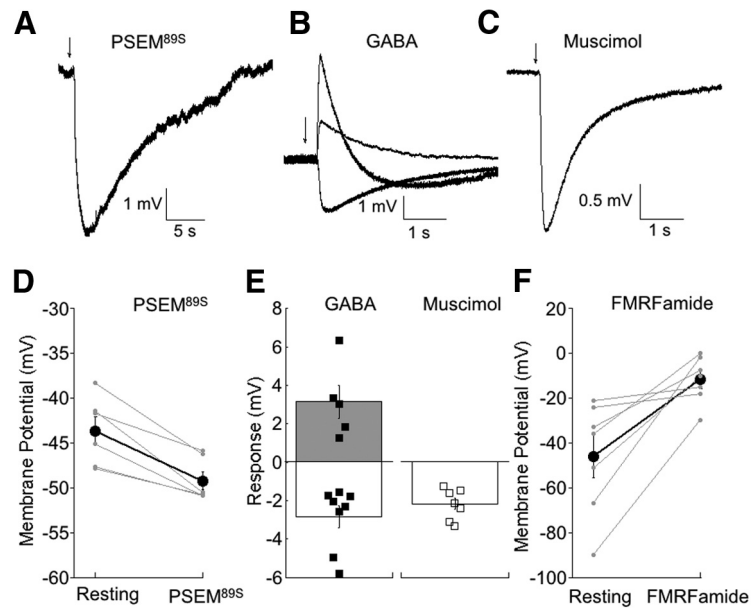 A
PSEM89S
1 mV
5 s
B
GABA
1 mV
1 s
C
Muscimol
0.5 mV
1 s
D
PSEM89S
Membrane Potential (mV)
-30
-35
-40
-45
-50
-55
-60
Resting
PSEM89S
E
GABA
Muscimol
Response (mV)
8
6
4
2
0
-2
-4
-6
F
FMRFamide
Membrane Potential (mV)
20
0
-20
-40
-60
-80
-100
Resting
FMRFamide